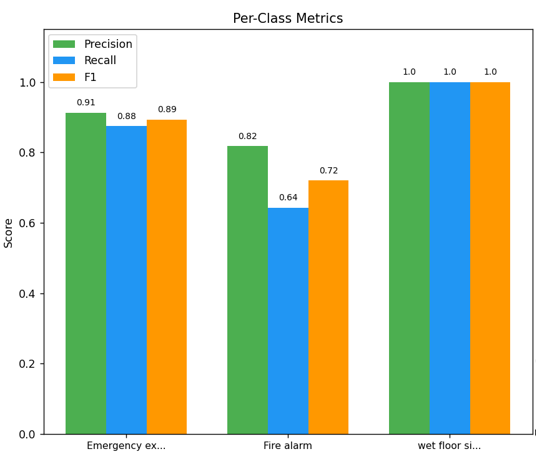 Per-Class Metrics
Precision
Recall
F1
Score
1.0
0.8
0.6
0.4
0.2
0.0
0.91
0.88
0.89
0.82
0.64
0.72
1.0
1.0
1.0
Emergency ex...
Fire alarm
wet floor si...